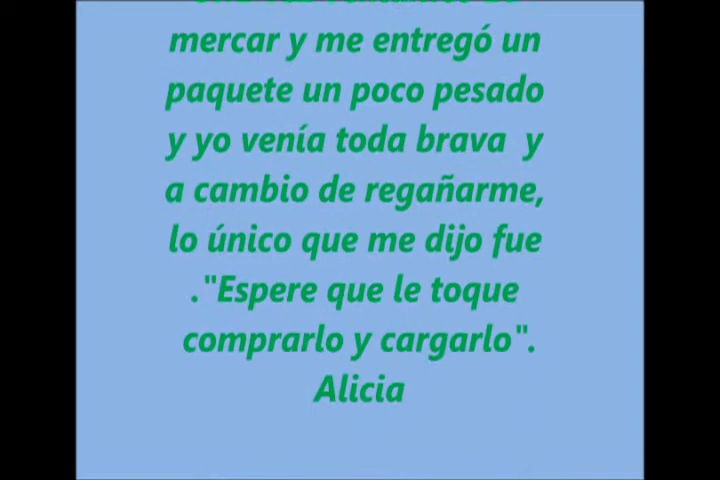 mercar y me entregó un
paquete un poco pesado
y yo venía toda brava y
a cambio de regañarme,
lo único que me dijo fue
."Espere que le toque
comprarlo y cargarlo".
Alicia